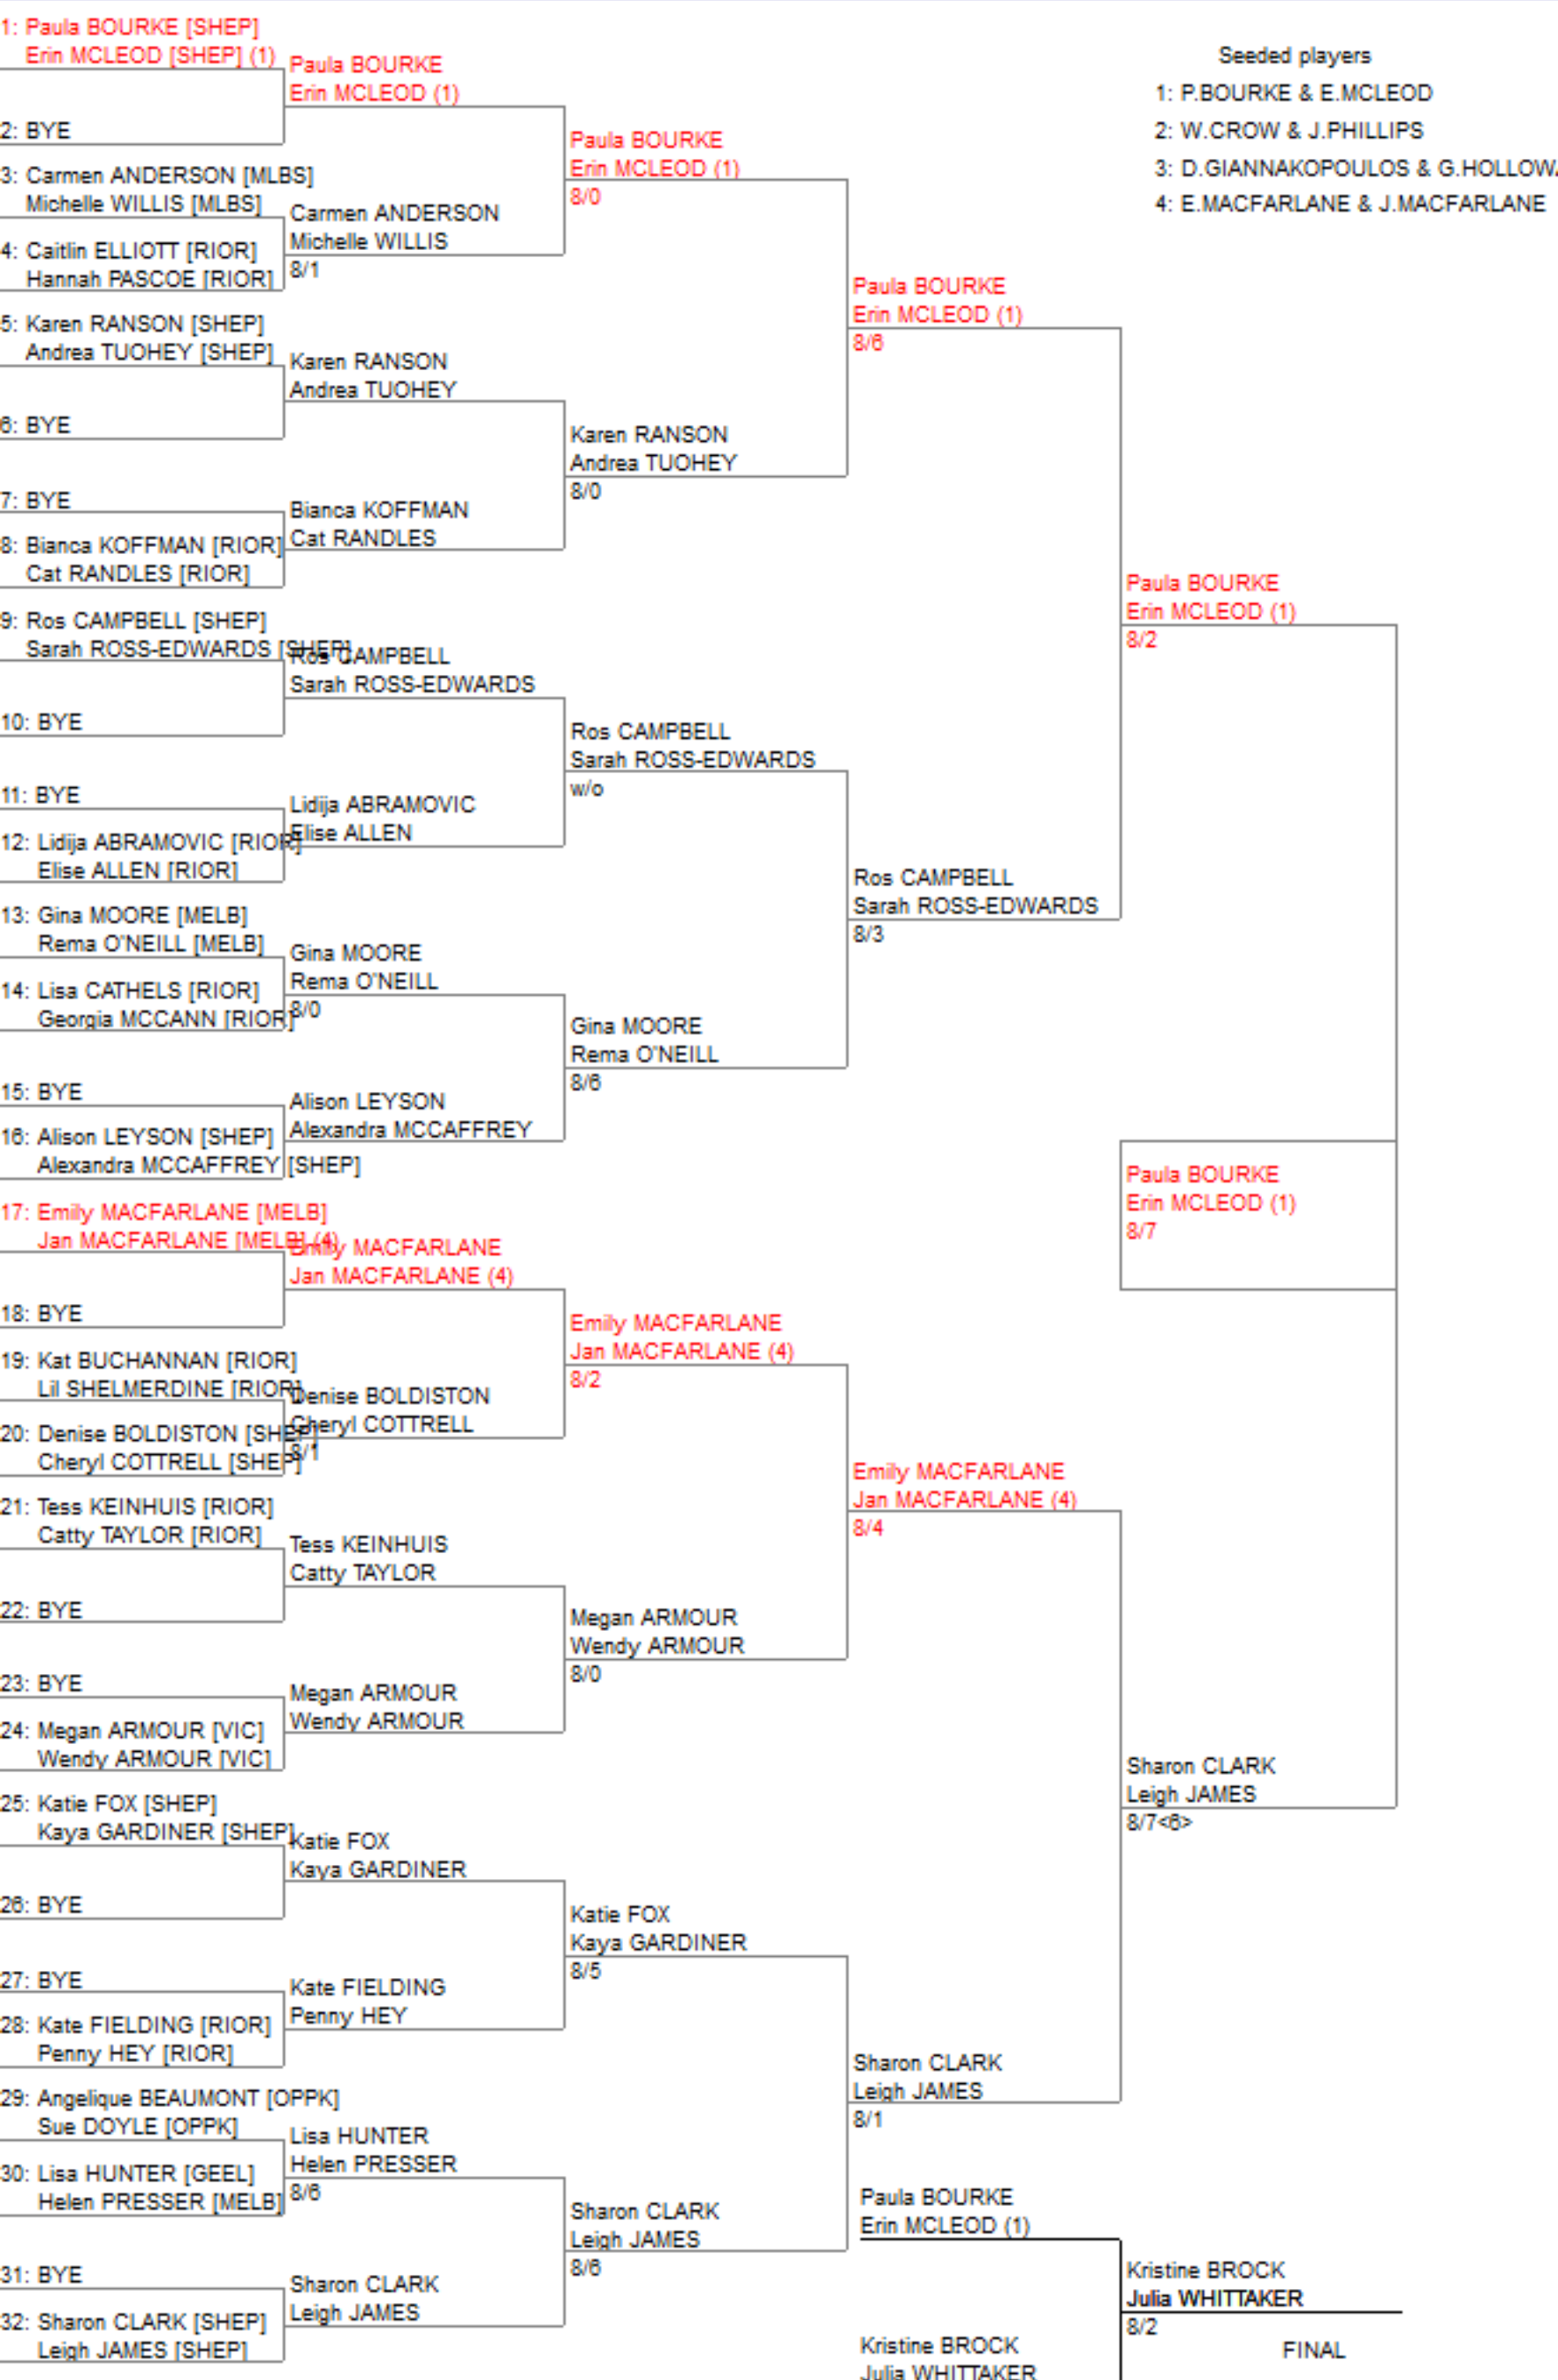 1: Paula BOURKE [SHEP]
Erin MCLEOD [SHEP] (1)
2: BYE
3: Carmen ANDERSON [MLBS]
Michelle WILLIS [MLBS]
4: Caitlin ELLIOTT [RIOR]
Hannah PASCOE [RIOR]
5: Karen RANSON [SHEP]
Andrea TUOHEY [SHEP]
6: BYE
7: BYE
8: Bianca KOFFMAN [RIOR]
Cat RANDLES [RIOR]
9: Ros CAMPBELL [SHEP]
Sarah ROSS-EDWARDS [SHEP]
10: BYE
11: BYE
12: Lidija ABRAMOVIC [RIOR]
Elise ALLEN [RIOR]
13: Gina MOORE [MELB]
Rema O'NEILL [MELB]
14: Lisa CATHELS [RIOR]
Georgia MCCANN [RIOR]
15: BYE
16: Alison LEYSON [SHEP]
Alexandra MCCAFFREY [SHEP]
17: Emily MACFARLANE [MELB]
Jan MACFARLANE [MELB] (4)
18: BYE
19: Kat BUCHANNAN [RIOR]
Lil SHELMERDINE [RIOR]
20: Denise BOLDISTON [SHEP]
Cheryl COTTRELL [SHEP]
21: Tess KEINHUIS [RIOR]
Catty TAYLOR [RIOR]
22: BYE
23: BYE
24: Megan ARMOUR [VIC]
Wendy ARMOUR [VIC]
25: Katie FOX [SHEP]
Kaya GARDINER [SHEP]
26: BYE
27: BYE
28: Kate FIELDING [RIOR]
Penny HEY [RIOR]
29: Angelique BEAUMONT [OPPK]
Sue DOYLE [OPPK]
30: Lisa HUNTER [GEEL]
Helen PRESSER [MELB]
31: BYE
32: Sharon CLARK [SHEP]
Leigh JAMES [SHEP]
Paula BOURKE
Erin MCLEOD (1)
Carmen ANDERSON
Michelle WILLIS
8/1
Karen RANSON
Andrea TUOHEY
Bianca KOFFMAN
Cat RANDLES
Ros CAMPBELL
Sarah ROSS-EDWARDS
Lidija ABRAMOVIC
Elise ALLEN
Gina MOORE
Rema O'NEILL
8/0
Alison LEYSON
Alexandra MCCAFFREY
Emily MACFARLANE
Jan MACFARLANE (4)
Denise BOLDISTON
Cheryl COTTRELL
8/1
Tess KEINHUIS
Catty TAYLOR
Megan ARMOUR
Wendy ARMOUR
Katie FOX
Kaya GARDINER
Kate FIELDING
Penny HEY
Lisa HUNTER
Helen PRESSER
8/6
Sharon CLARK
Leigh JAMES
Paula BOURKE
Erin MCLEOD (1)
8/0
Karen RANSON
Andrea TUOHEY
8/0
Ros CAMPBELL
Sarah ROSS-EDWARDS
w/o
Gina MOORE
Rema O'NEILL
8/6
Emily MACFARLANE
Jan MACFARLANE (4)
8/2
Megan ARMOUR
Wendy ARMOUR
8/0
Katie FOX
Kaya GARDINER
8/5
Sharon CLARK
Leigh JAMES
8/6
Paula BOURKE
Erin MCLEOD (1)
8/6
Ros CAMPBELL
Sarah ROSS-EDWARDS
8/3
Emily MACFARLANE
Jan MACFARLANE (4)
8/4
Sharon CLARK
Leigh JAMES
8/1
Paula BOURKE
Erin MCLEOD (1)
8/2
Sharon CLARK
Leigh JAMES
8/7<6>
Paula BOURKE
Erin MCLEOD (1)
8/7
Seeded players
1: P.BOURKE & E.MCLEOD
2: W.CROW & J.PHILLIPS
3: D.GIANNAKOPOULOS & G.HOLLOWA
4: E.MACFARLANE & J.MACFARLANE
Paula BOURKE
Erin MCLEOD (1)
Kristine BROCK
Julia WHITTAKER
Kristine BROCK
Julia WHITTAKER
8/2
FINAL